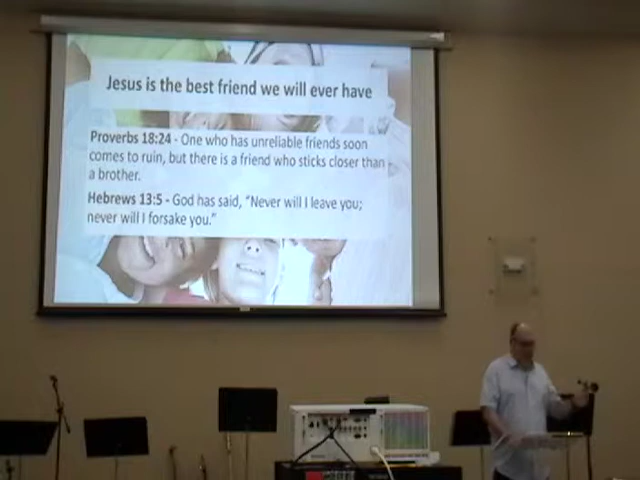 Jesus is the best friend we will ever have
Proverbs 18:24 - One who has unreliable friends soon
comes to ruin, but there is a friend who sticks closer than
a brother.
Hebrews 13:5 - God has said, “Never will I leave you;
never will I forsake you.”